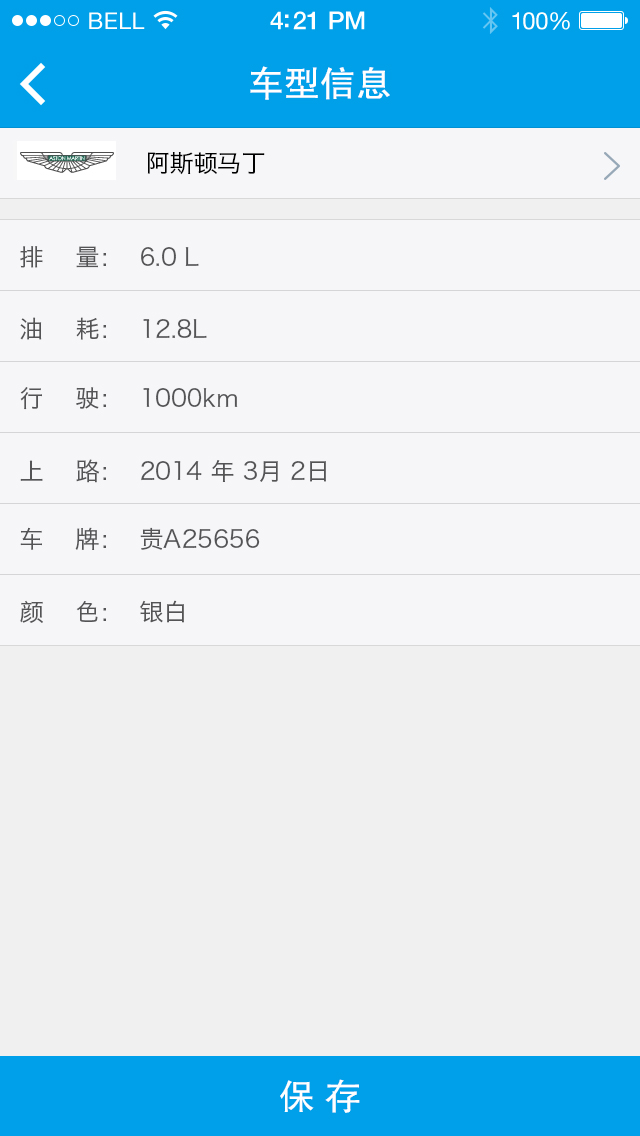 BELL 4:21 PM 100%
车型信息
ASTON MARTIN 阿斯顿马丁
排 量: 6.0 L
油 耗: 12.8L
行 驶: 1000km
上 路: 2014 年 3月 2日
车 牌: 贵A25656
颜 色: 银白
保 存